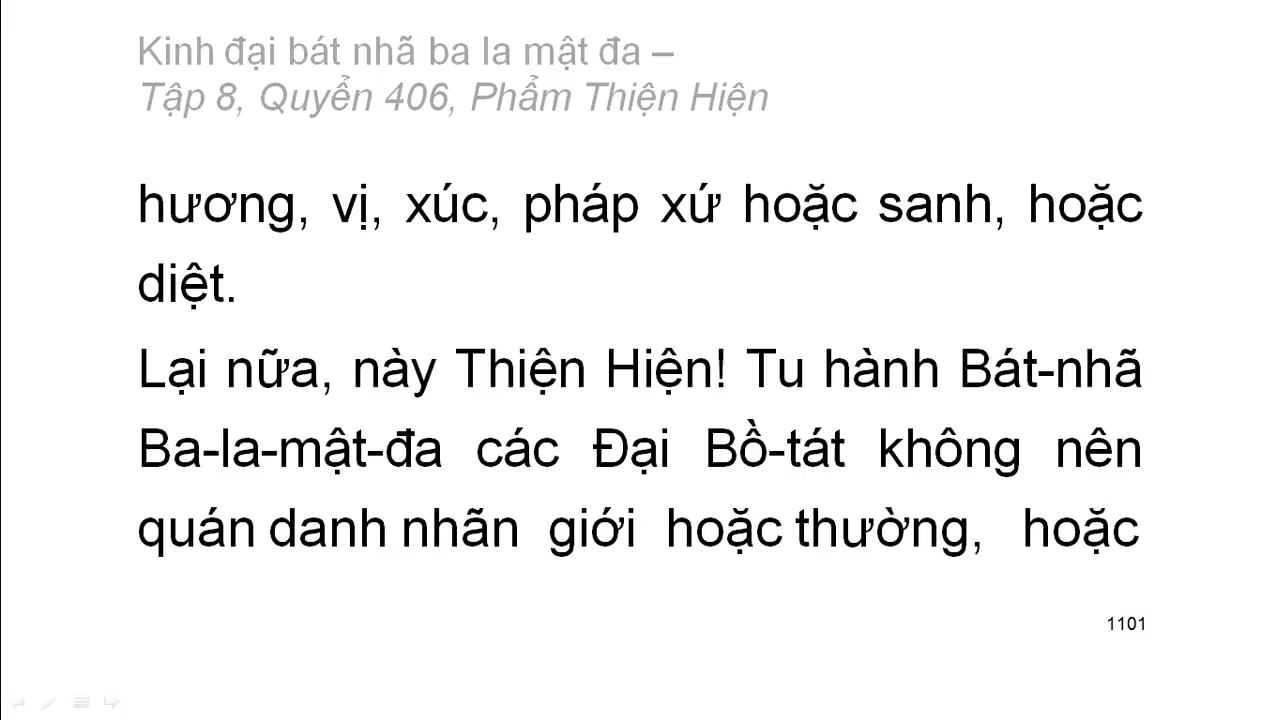 Kinh đại bát nhã ba la mật đa –
Tập 8, Quyển 406, Phẩm Thiện Hiện
hương, vị, xúc, pháp xứ hoặc sanh, hoặc
diệt.
Lại nữa, này Thiện Hiện! Tu hành Bát-nhã
Ba-la-mật-đa các Đại Bồ-tát không nên
quán danh nhãn giới hoặc thường, hoặc
1101